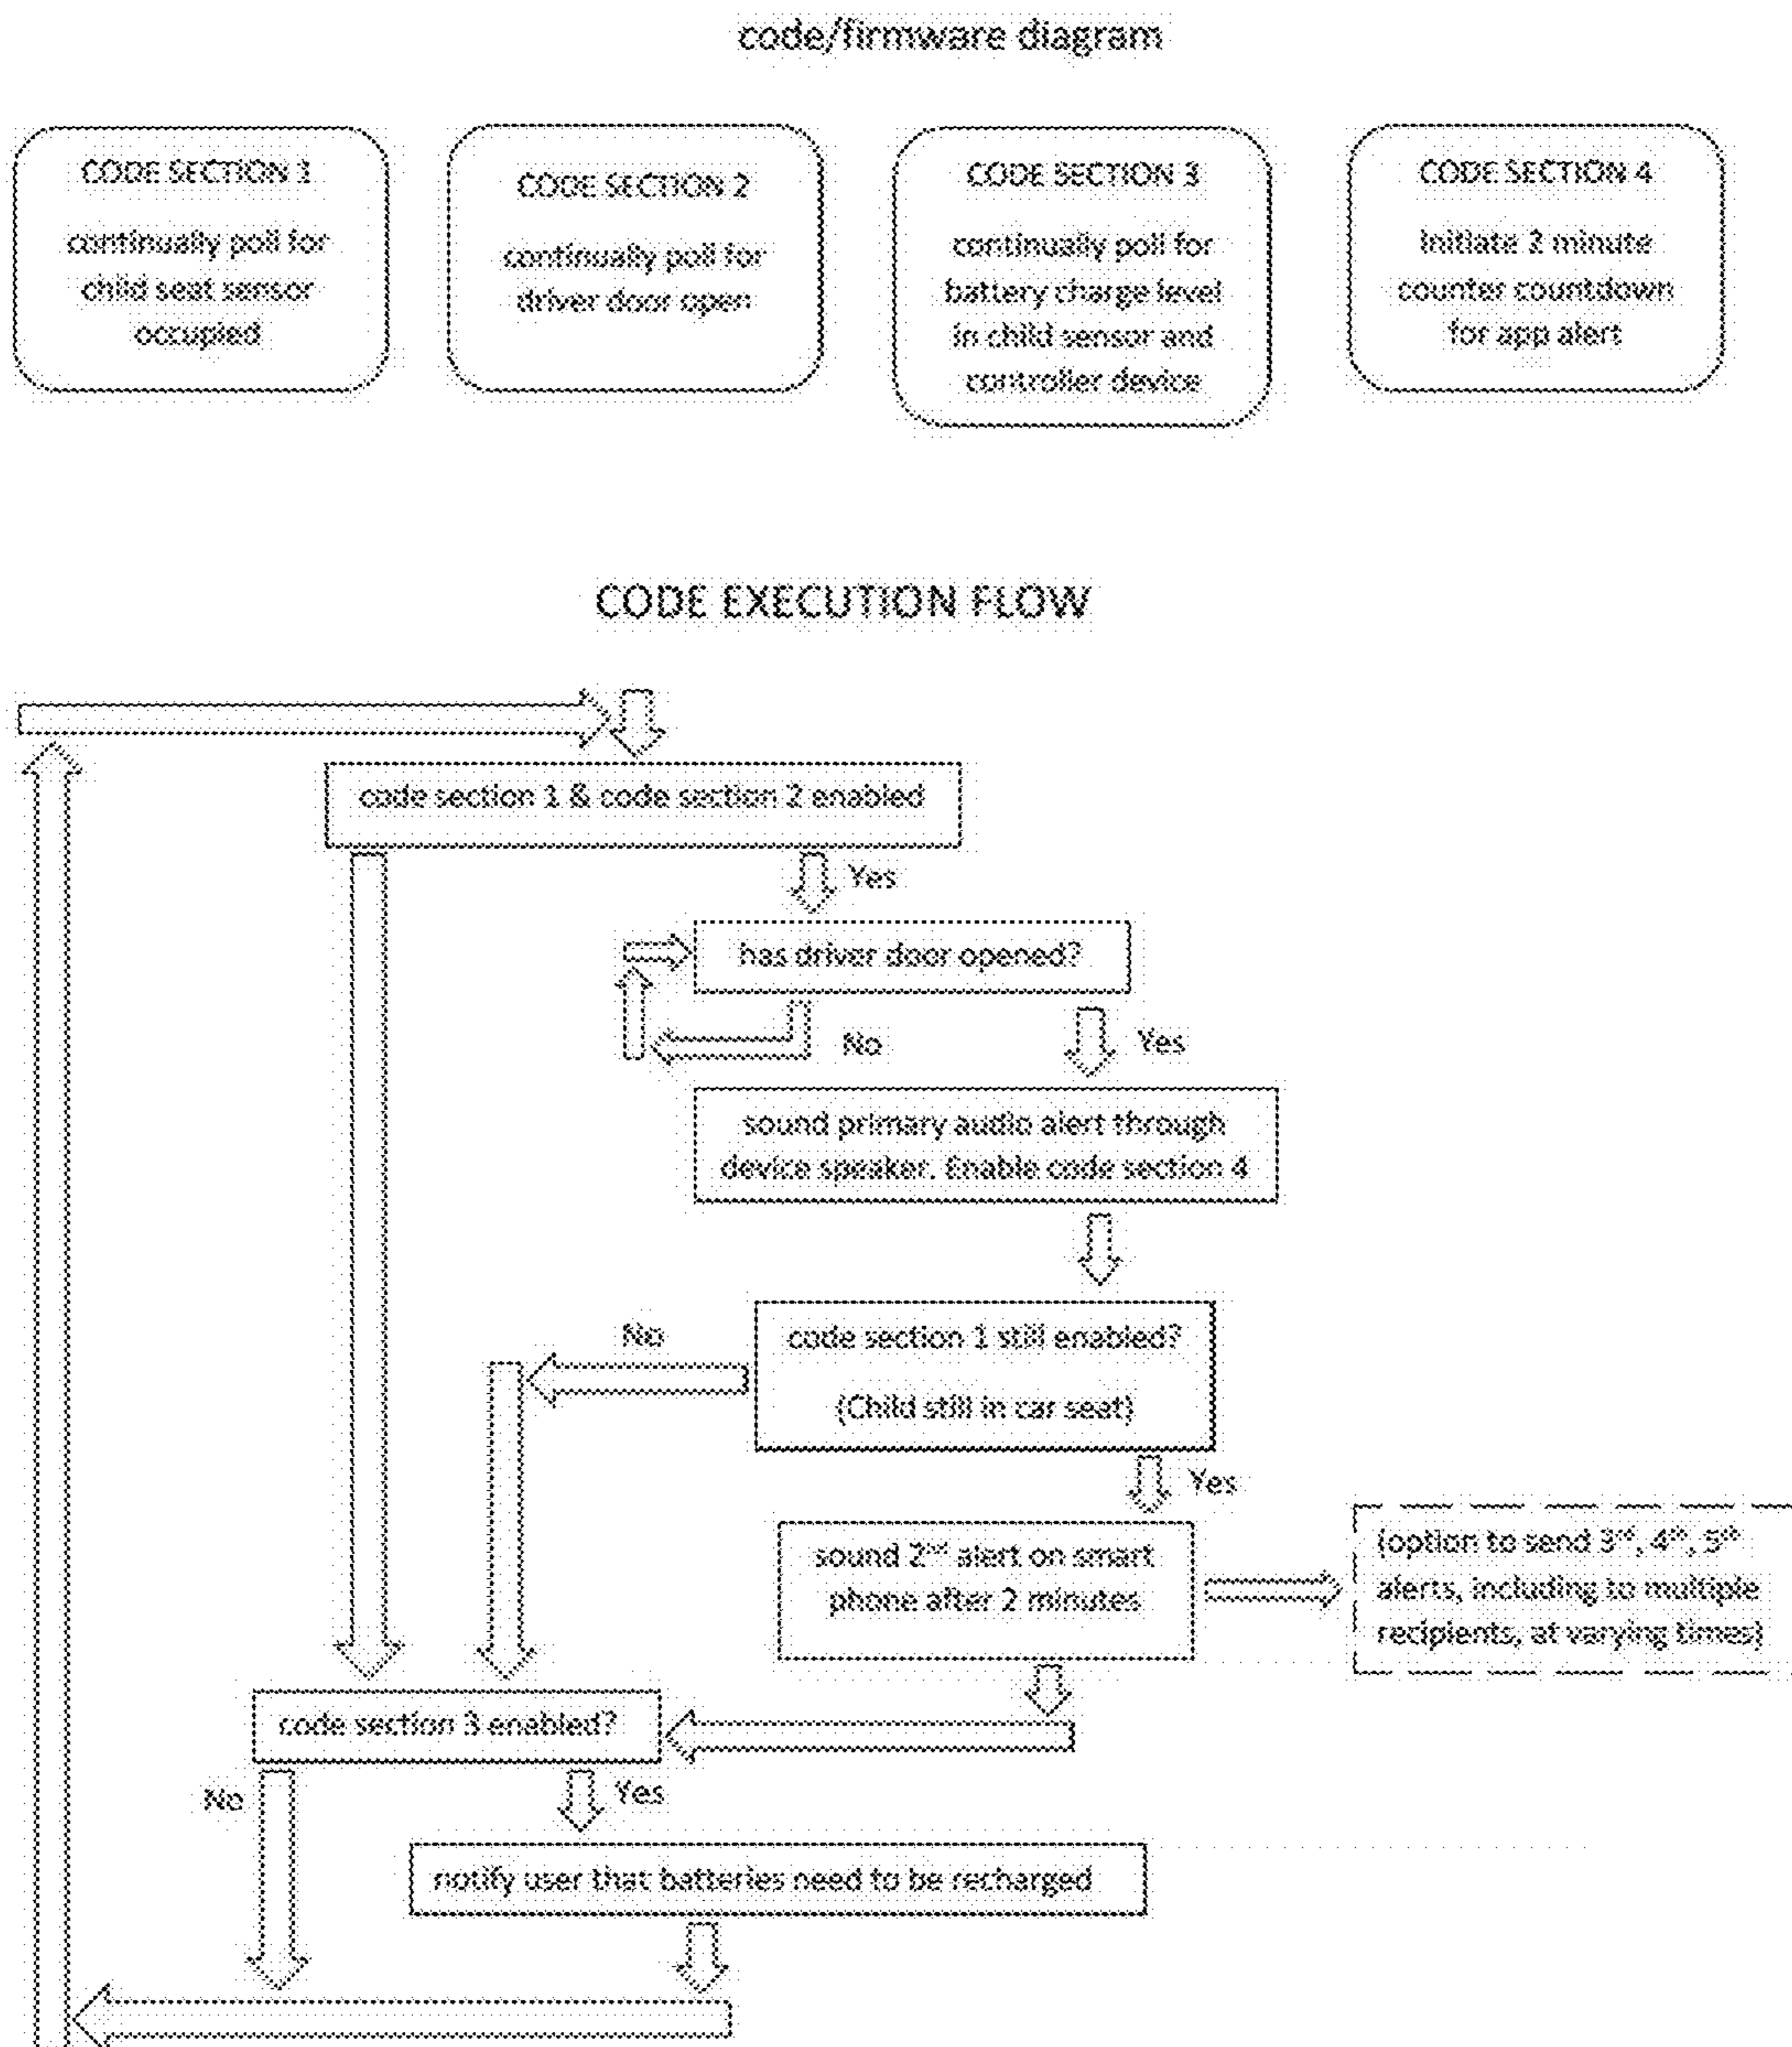 code/firmware diagram
CODE SECTION 1
continually poll for
child seat sensor
occupied
CODE SECTION 2
continually poll for
driver door open
CODE SECTION 3
continually poll for
battery charge level
in child sensor and
controller device
CODE SECTION 4
Initiate 2 minute
counter countdown
for app alert
CODE EXECUTION FLOW
code section 1 & code section 2 enabled
Yes
has driver door opened?
No
Yes
sound primary audio alert through
device speaker. Enable code section 4
No
code section 1 still enabled?
(Child still in car seat)
Yes
sound 2nd alert on smart
phone after 2 minutes
(option to send 3rd, 4th, 5th
alerts, including to multiple
recipients, at varying times)
code section 3 enabled?
No
Yes
notify user that batteries need to be recharged